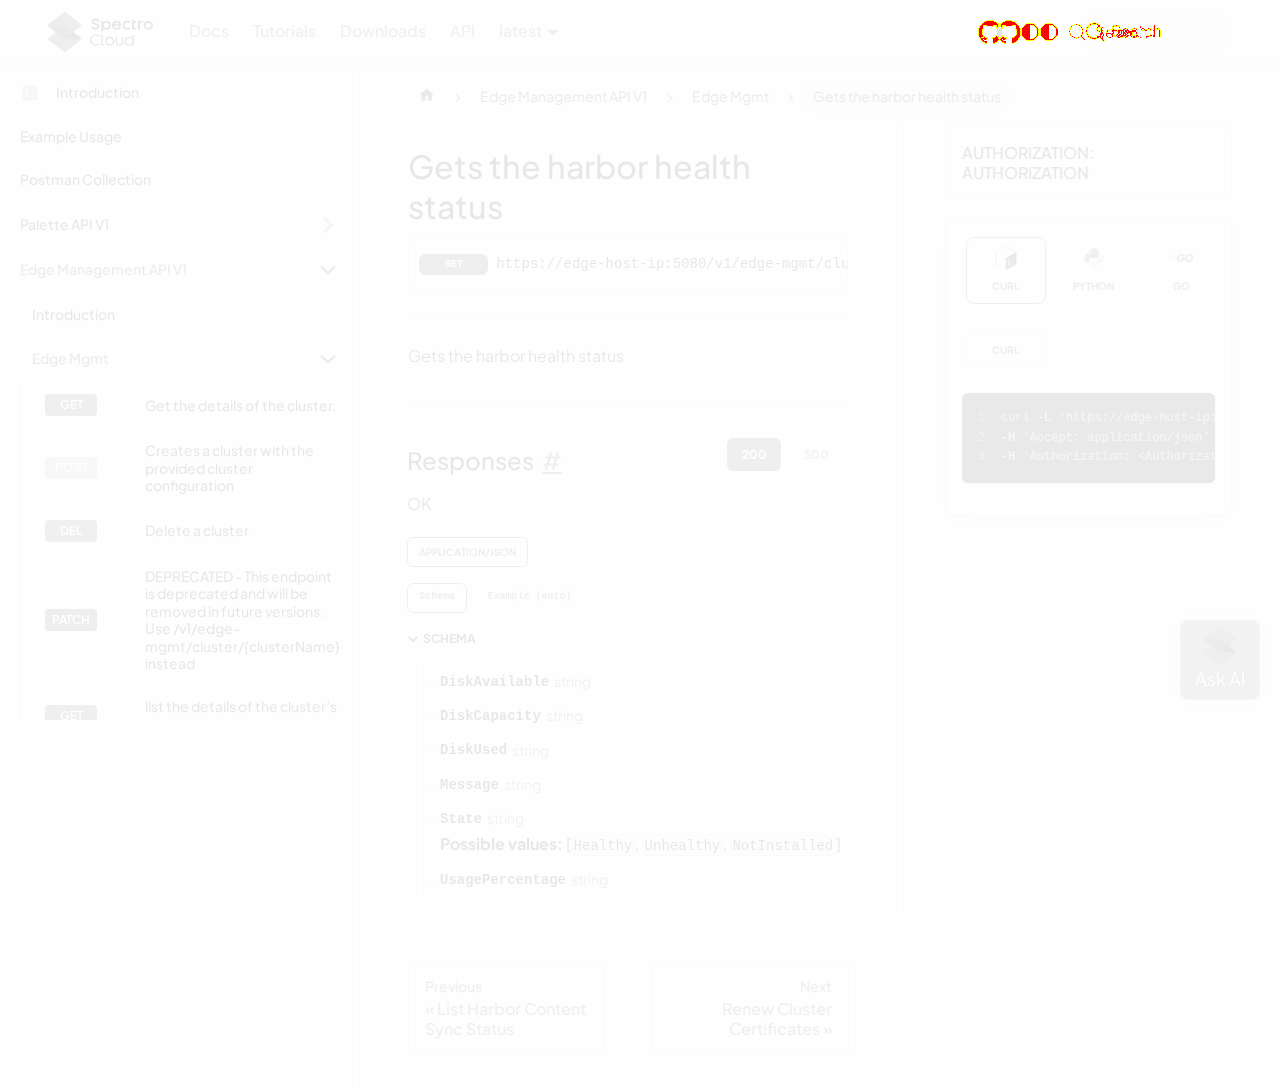 Spectro
Cloud
Docs
Tutorials
Downloads
API
latest
Introduction
Example Usage
Postman Collection
Palette API V1
Edge Management API V1
Introduction
Edge Mgmt
GET
Get the details of the cluster.
POST
Creates a cluster with the
provided cluster
configuration
DEL
Delete a cluster
PATCH
DEPRECATED - This endpoint
is deprecated and will be
removed in future versions.
Use /v1/edge-
mgmt/cluster/{clusterName}
instead
GET
list the details of the cluster's
Edge Management API V1
Edge Mgmt
Gets the harbor health status
Gets the harbor health
status
GET
https://edge-host-ip:5080/v1/edge-mgmt/clu
Gets the harbor health status
Responses #
200
500
OK
APPLICATION/JSON
Schema
Example (auto)
SCHEMA
DiskAvailable string
DiskCapacity string
DiskUsed string
Message string
State string
Possible values: [Healthy, Unhealthy, NotInstalled]
UsagePercentage string
Previous
« List Harbor Content
Sync Status
Next
Renew Cluster
Certificates »
AUTHORIZATION:
AUTHORIZATION
CURL
PYTHON
GO
GO
CURL
1 curl -L 'https://edge-host-ip:
2 -H 'Accept: application/json'
3 -H 'Authorization: <Authorizat
Ask AI